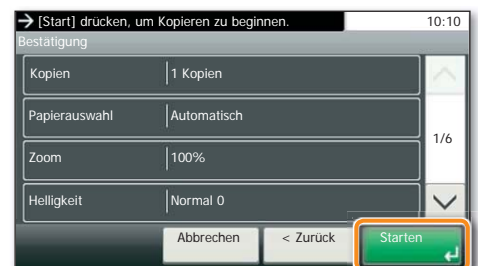 → [Start] drücken, um Kopieren zu beginnen. 10:10
Bestätigung
Kopien 1 Kopien
Papierauswahl Automatisch
1/6
Zoom 100%
Helligkeit Normal 0
Abbrechen < Zurück Starten